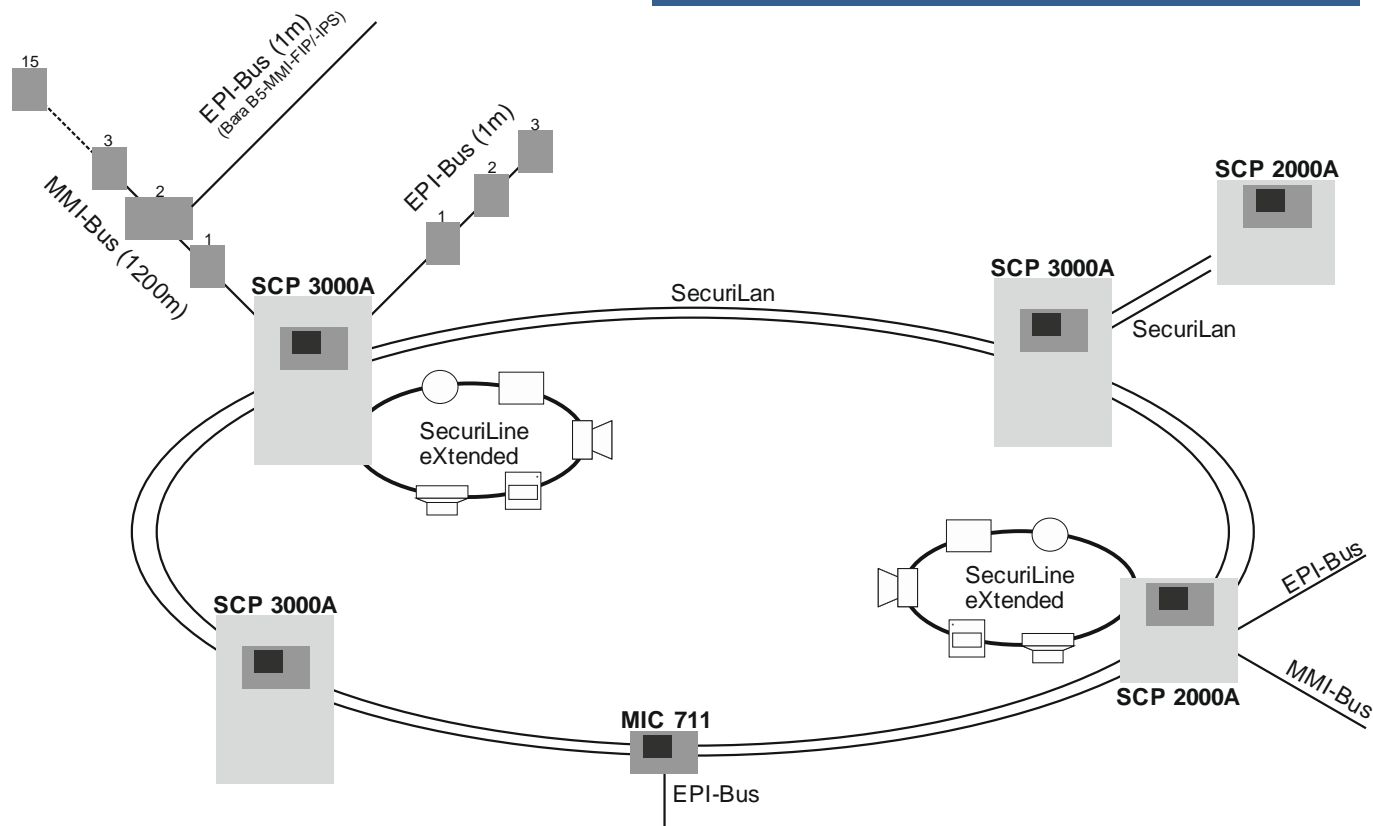 15
EPI-Bus (1m)
(Bara B5-MMI-FIP/-IPS)
3
2
1
MMI-Bus (1200m)
EPI-Bus (1m)
3
2
1
SCP 3000A
SecuriLan
SCP 3000A
SCP 2000A
SecuriLan
SecuriLine
eXtended
SecuriLine
eXtended
EPI-Bus
MMI-Bus
SCP 2000A
SCP 3000A
MIC 711
EPI-Bus